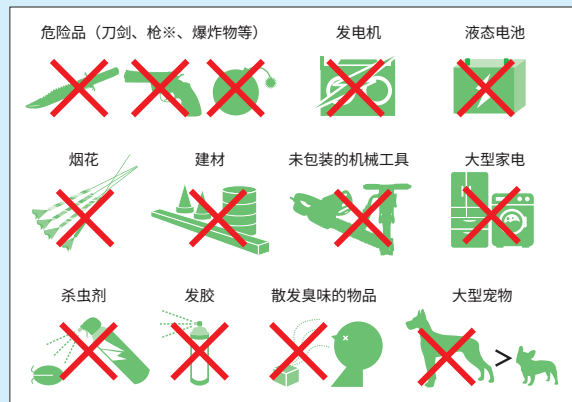 危险品（刀剑、枪※、爆炸物等）
发电机
液态电池
烟花
建材
未包装的机械工具
大型家电
杀虫剂
发胶
散发臭味的物品
大型宠物
>